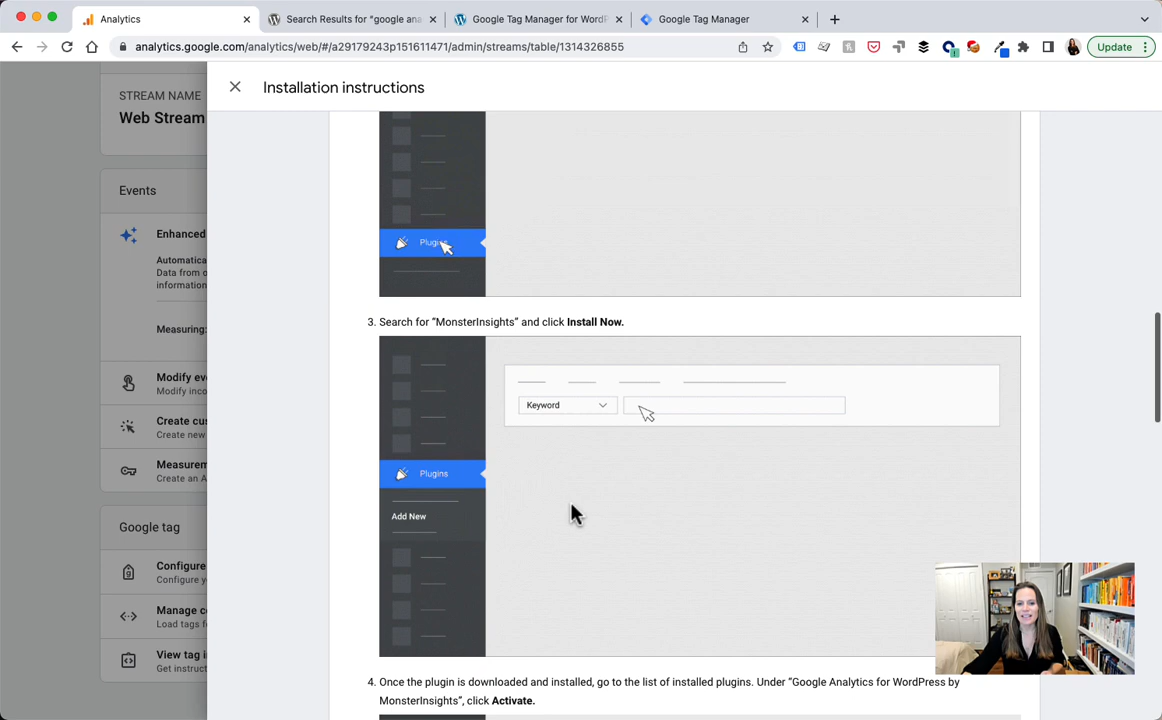 Analytics
Search Results for "google ana
Google Tag Manager for WordP
Google Tag Manager
analytics.google.com/analytics/web/#/a29179243p151611471/admin/streams/table/1314326855
Update
Installation instructions
STREAM NAME
Web Stream
Events
Enhanced
Automatica
Data from o
information
Measuring:
Modify eve
Modify inco
Create cus
Create new
Measurem
Create an A
Google tag
Configure
Configure yo
Manage co
Load tags f
View tag i
Get instruct
Plugins
3. Search for "MonsterInsights" and click Install Now.
Keyword
Plugins
Add New
4. Once the plugin is downloaded and installed, go to the list of installed plugins. Under "Google Analytics for WordPress by
MonsterInsights", click Activate.